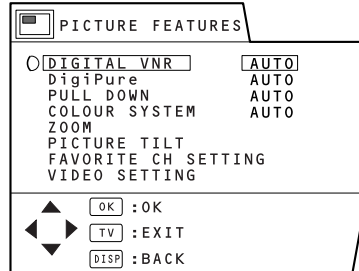 PICTURE FEATURES
DIGITAL VNR AUTO
DigiPure AUTO
PULL DOWN AUTO
COLOUR SYSTEM AUTO
ZOOM
PICTURE TILT
FAVORITE CH SETTING
VIDEO SETTING
OK :OK
TV :EXIT
DISP :BACK